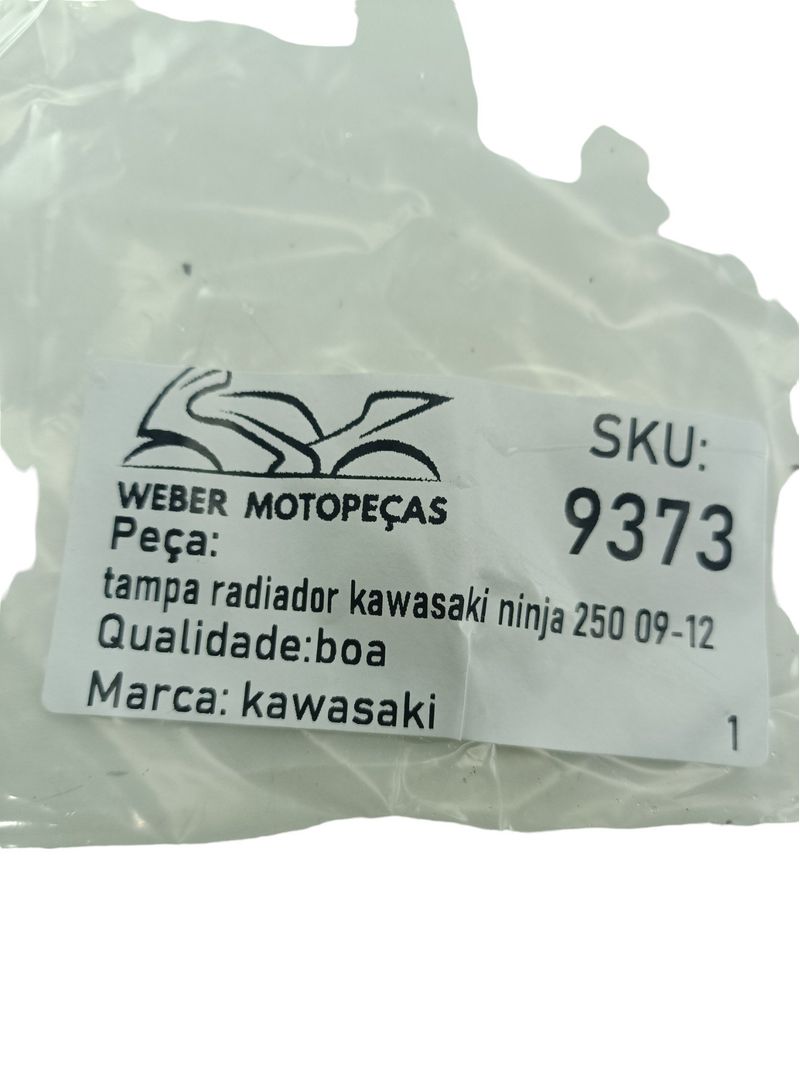 WEBER MOTOPEÇAS
SKU:
9373
Peça:
tampa radiador kawasaki ninja 250 09-12
Qualidade:boa
Marca: kawasaki
1